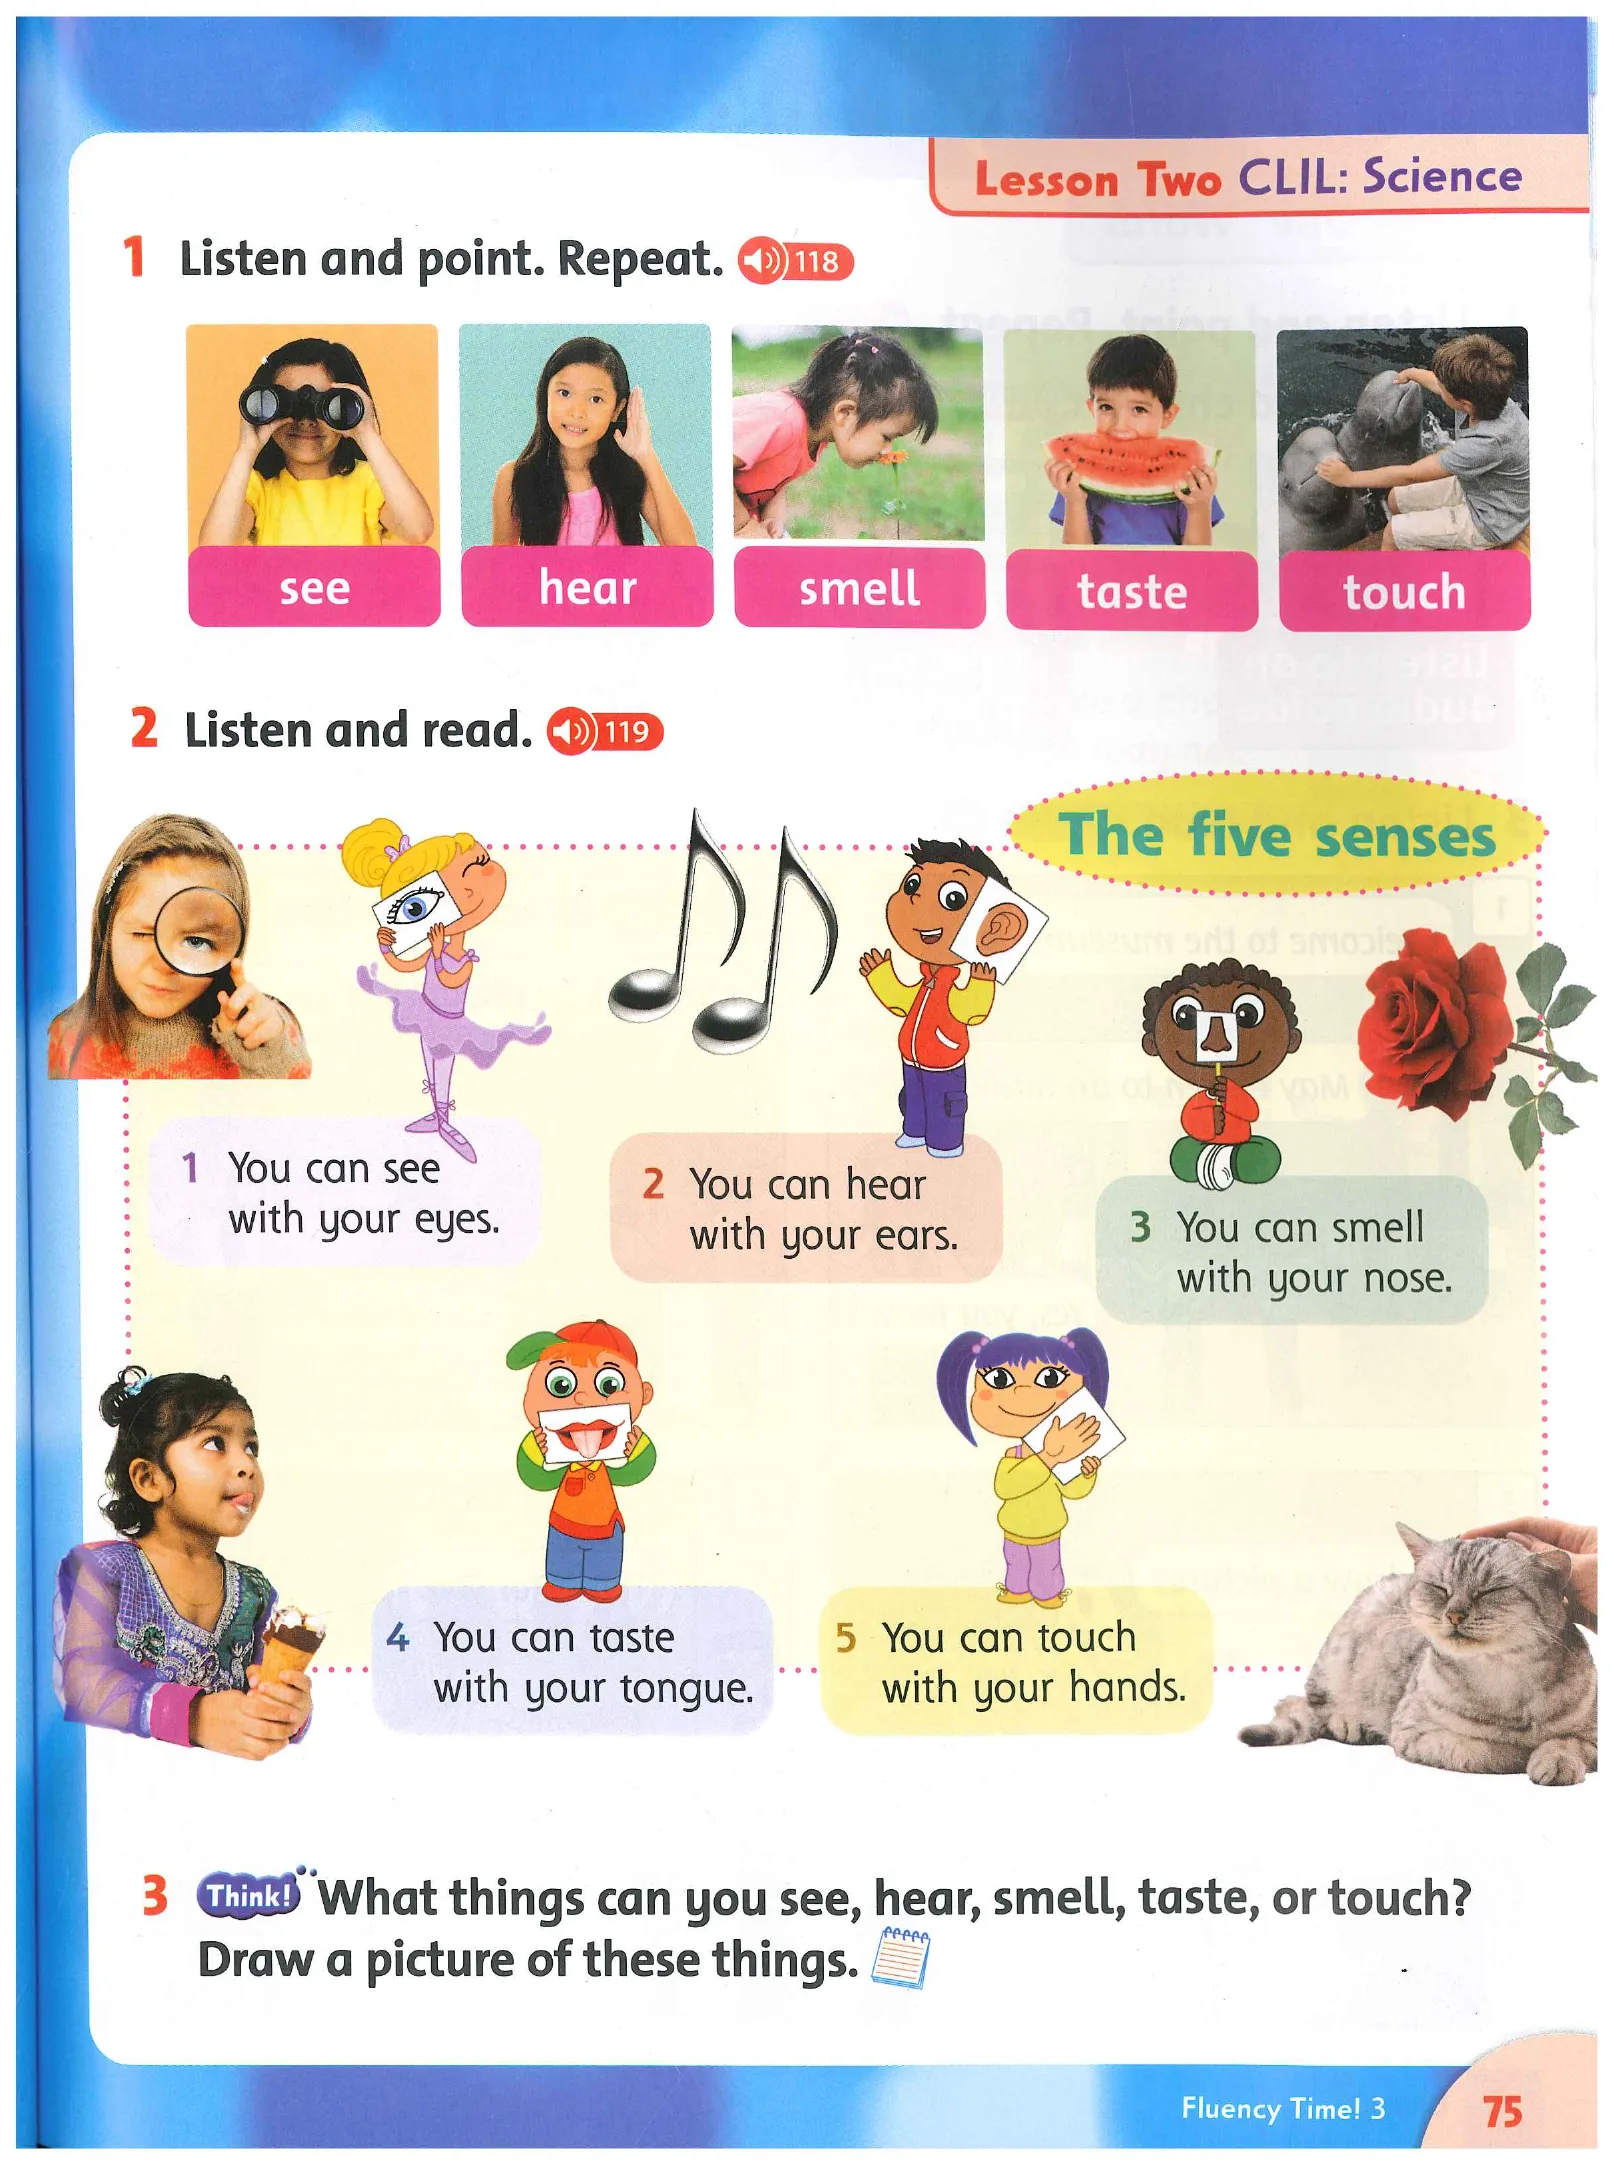 Lesson Two CLIL: Science
1 Listen and point. Repeat. 118
see
hear
smell
taste
touch
2 Listen and read. 119
The five senses
1 You can see
with your eyes.
2 You can hear
with your ears.
3 You can smell
with your nose.
4 You can taste
with your tongue.
5 You can touch
with your hands.
3 Think! What things can you see, hear, smell, taste, or touch?
Draw a picture of these things.
Fluency Time! 3
75